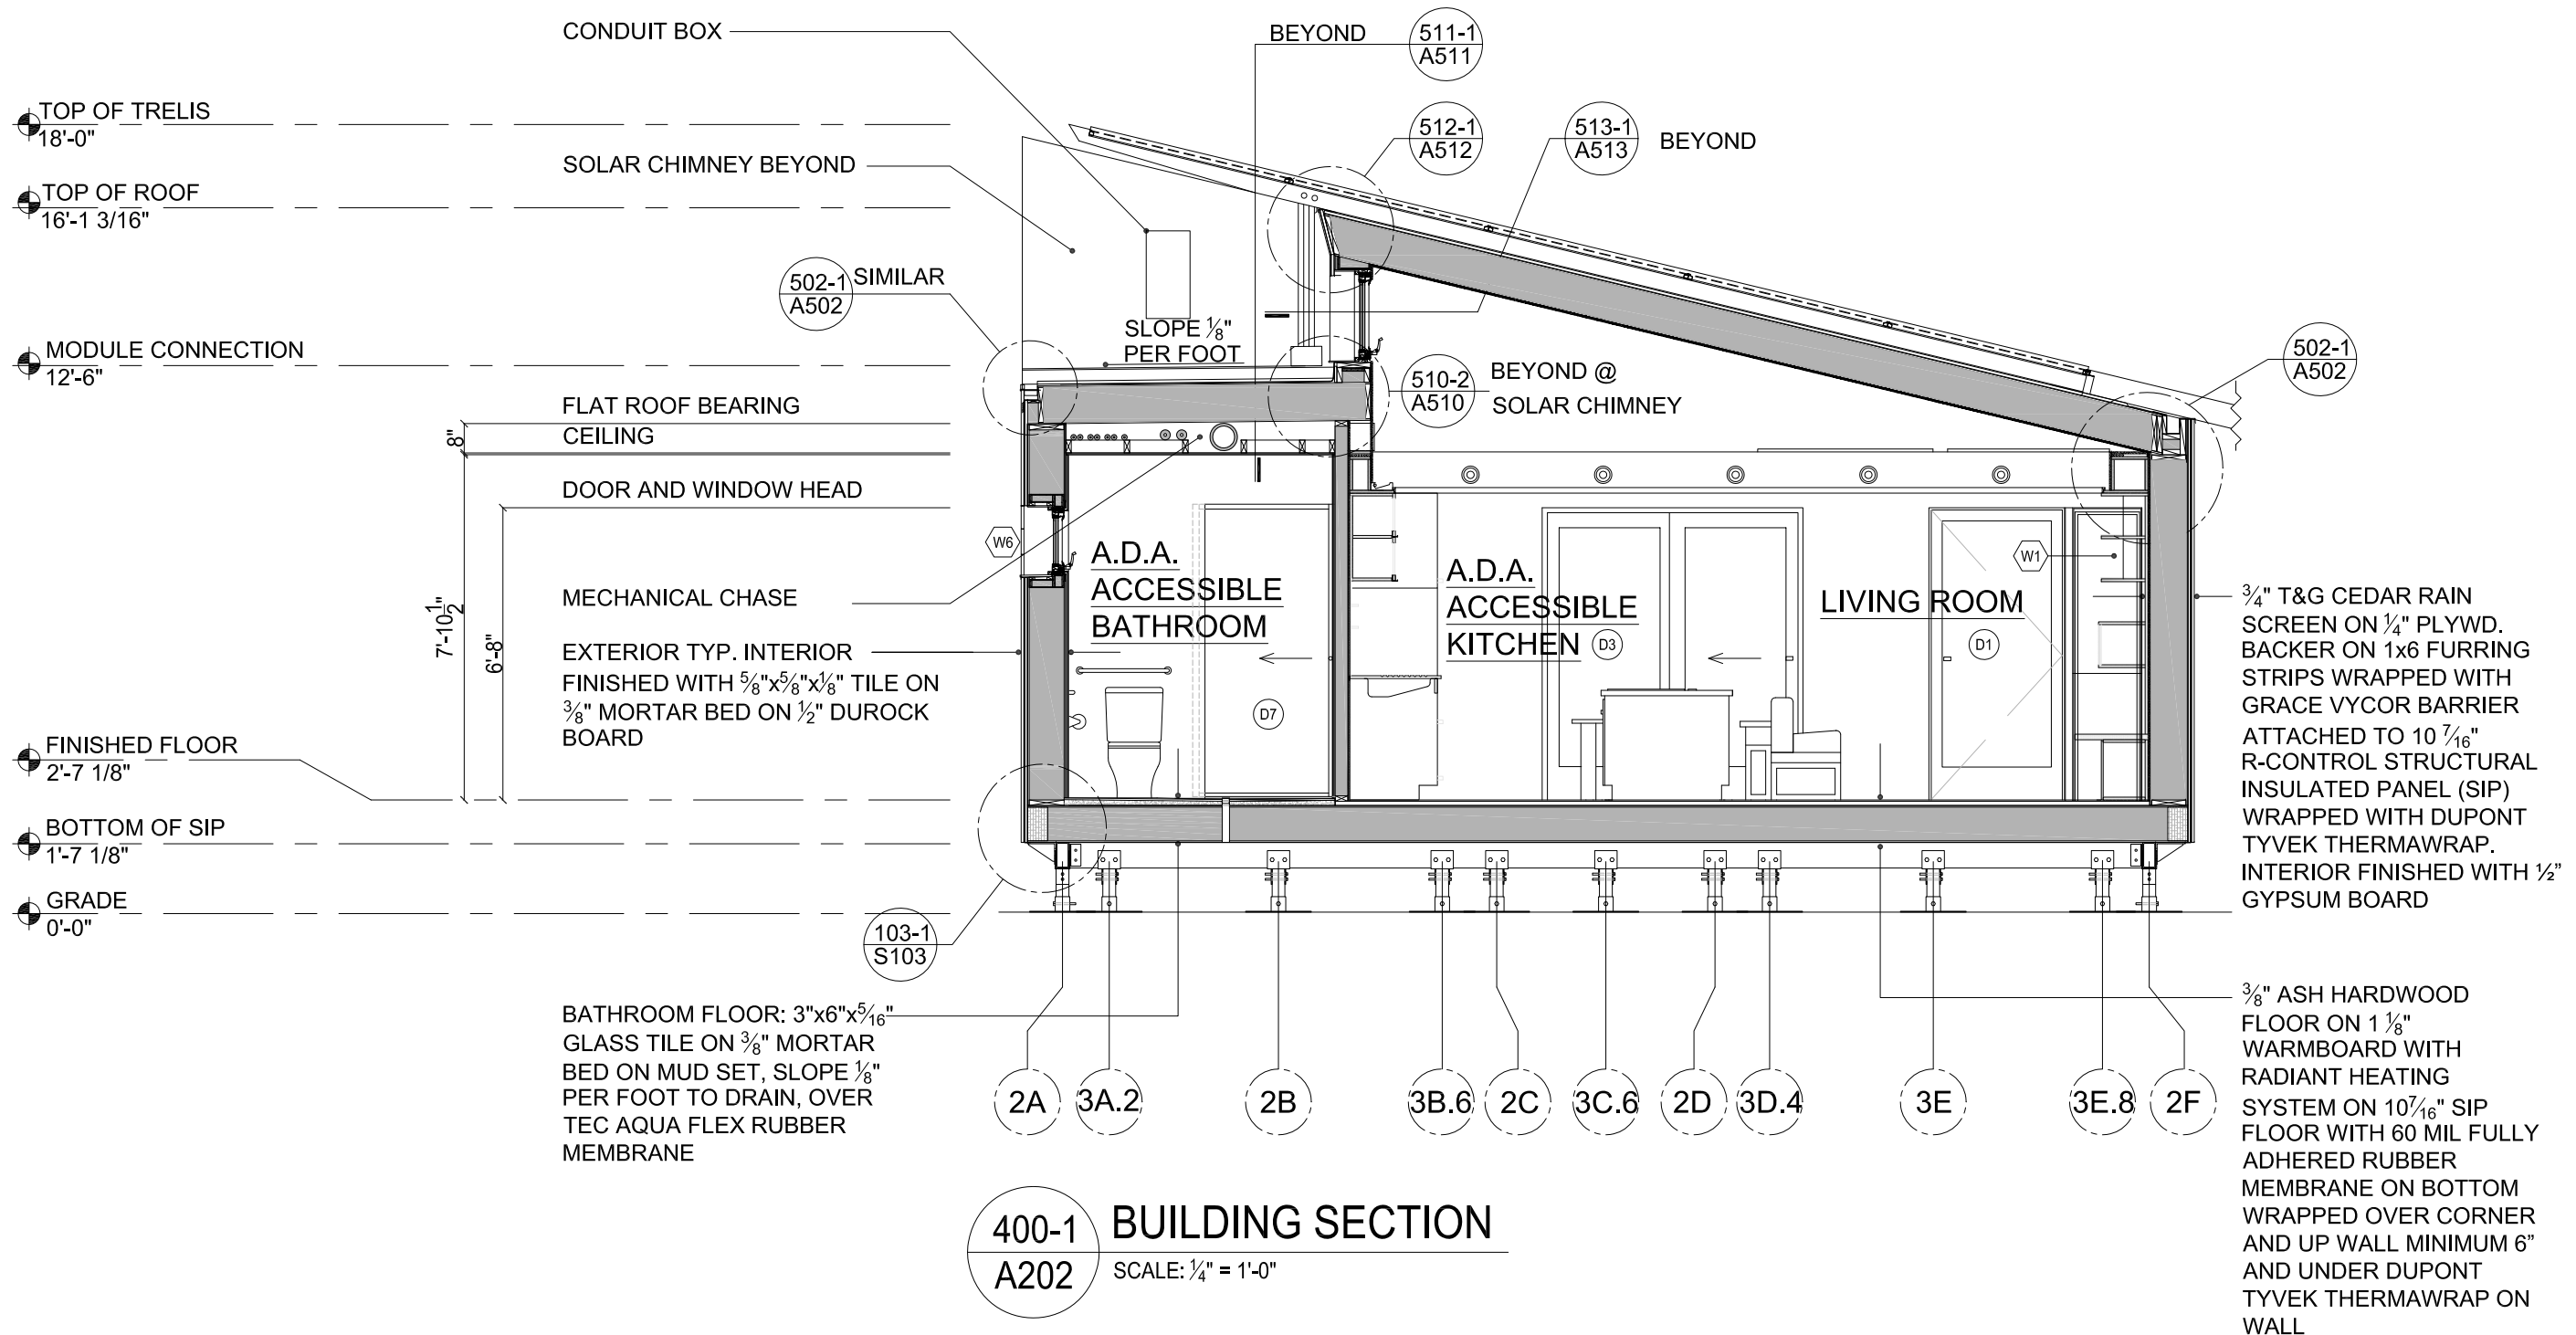 CONDUIT BOX
BEYOND
511-1
A511
TOP OF TRELIS
18'-0"
512-1
A512
513-1
A513
BEYOND
SOLAR CHIMNEY BEYOND
TOP OF ROOF
16'-1 3/16"
502-1
A502
SIMILAR
SLOPE ⅛"
PER FOOT
MODULE CONNECTION
12'-6"
510-2
A510
BEYOND @
SOLAR CHIMNEY
502-1
A502
FLAT ROOF BEARING
8"
CEILING
DOOR AND WINDOW HEAD
W6
W1
A.D.A.
ACCESSIBLE
BATHROOM
A.D.A.
ACCESSIBLE
KITCHEN
LIVING ROOM
D3
D1
D7
7'-10½"
6'-8"
MECHANICAL CHASE
EXTERIOR TYP. INTERIOR
FINISHED WITH ⅝"x⅝"x⅛" TILE ON
⅜" MORTAR BED ON ½" DUROCK
BOARD
¾" T&G CEDAR RAIN
SCREEN ON ¼" PLYWD.
BACKER ON 1x6 FURRING
STRIPS WRAPPED WITH
GRACE VYCOR BARRIER
ATTACHED TO 10 7⁄16"
R-CONTROL STRUCTURAL
INSULATED PANEL (SIP)
WRAPPED WITH DUPONT
TYVEK THERMAWRAP.
INTERIOR FINISHED WITH ½”
GYPSUM BOARD
FINISHED FLOOR
2'-7 1/8"
BOTTOM OF SIP
1'-7 1/8"
GRADE
0'-0"
103-1
S103
BATHROOM FLOOR: 3"x6"x5⁄16"
GLASS TILE ON ⅜" MORTAR
BED ON MUD SET, SLOPE ⅛"
PER FOOT TO DRAIN, OVER
TEC AQUA FLEX RUBBER
MEMBRANE
2A
3A.2
2B
3B.6
2C
3C.6
2D
3D.4
3E
3E.8
2F
⅜" ASH HARDWOOD
FLOOR ON 1 ⅛"
WARMBOARD WITH
RADIANT HEATING
SYSTEM ON 107⁄16" SIP
FLOOR WITH 60 MIL FULLY
ADHERED RUBBER
MEMBRANE ON BOTTOM
WRAPPED OVER CORNER
AND UP WALL MINIMUM 6”
AND UNDER DUPONT
TYVEK THERMAWRAP ON
WALL
400-1
A202
BUILDING SECTION
SCALE: ¼" = 1'-0"